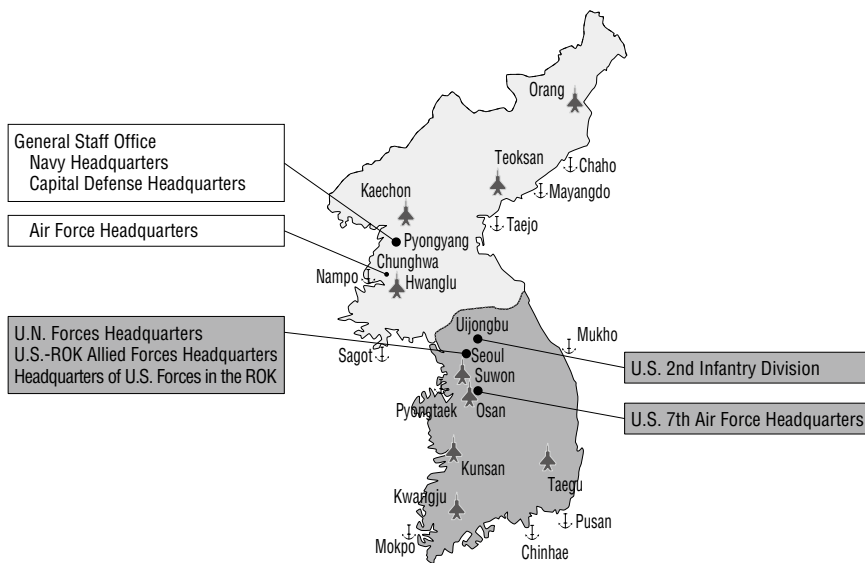 Orang
General Staff Office
Navy Headquarters
Capital Defense Headquarters
Teoksan
Chaho
Mayangdo
Kaechon
Taejo
Air Force Headquarters
Pyongyang
Chunghwa
Nampo
Hwanglu
Uijongbu
Mukho
U.N. Forces Headquarters
U.S.-ROK Allied Forces Headquarters
Headquarters of U.S. Forces in the ROK
Sagot
Seoul
U.S. 2nd Infantry Division
Suwon
Pyongtaek
Osan
U.S. 7th Air Force Headquarters
Kunsan
Taegu
Kwangju
Pusan
Mokpo
Chinhae